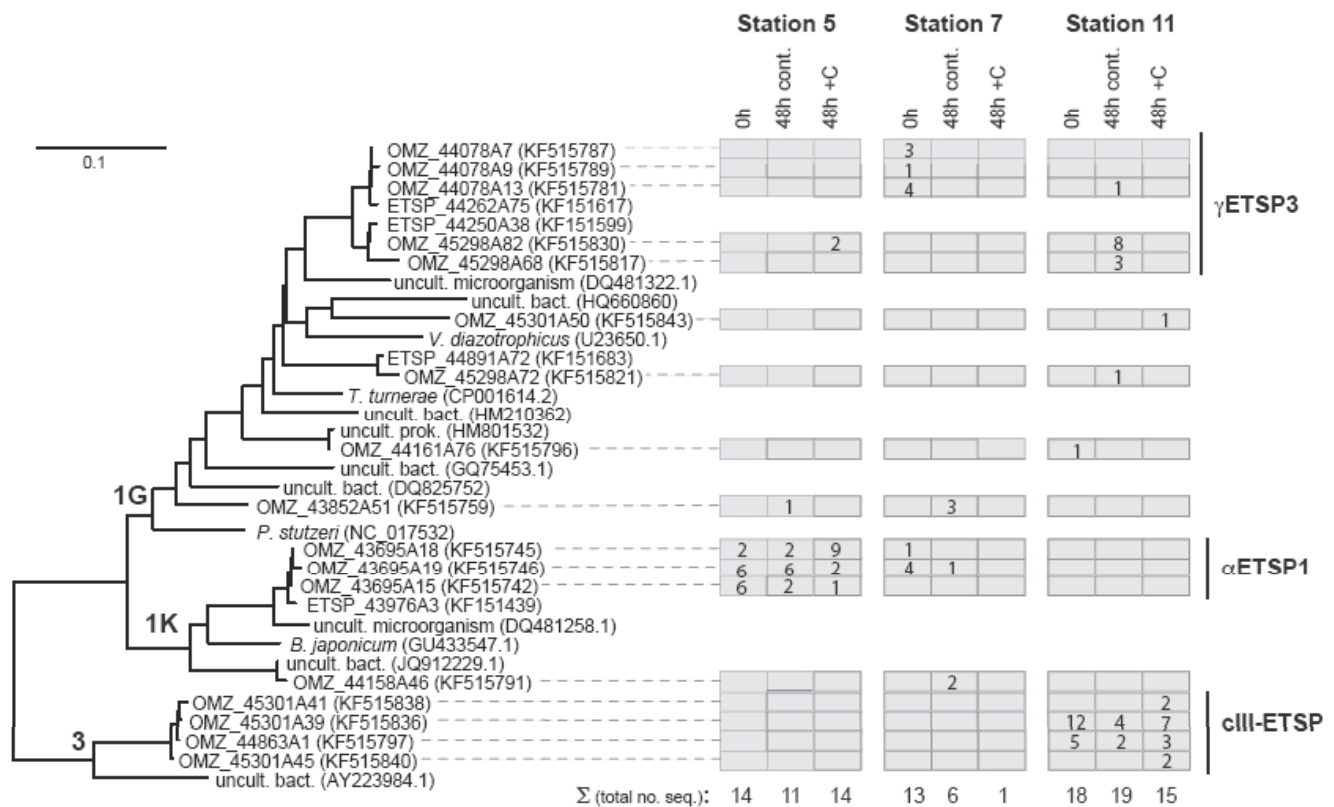 Station 5 Station 7 Station 11
0h 48h cont. 48h +C 0h 48h cont. 48h +C 0h 48h cont. 48h +C
0.1
OMZ_44078A7 (KF515787) 3
OMZ_44078A9 (KF515789) 1
OMZ_44078A13 (KF515781) 4 1
γETSP3
ETSP_44262A75 (KF151617)
ETSP_44250A38 (KF151599)
OMZ_45298A82 (KF515830) 2 8
OMZ_45298A68 (KF515817) 3
uncult. microorganism (DQ481322.1)
uncult. bact. (HQ660860)
OMZ_45301A50 (KF515843) 1
V. diazotrophicus (U23650.1)
ETSP_44891A72 (KF151683)
OMZ_45298A72 (KF515821) 1
T. turnerae (CP001614.2)
uncult. bact. (HM210362)
uncult. prok. (HM801532)
OMZ_44161A76 (KF515796) 1
uncult. bact. (GQ75453.1)
1G
uncult. bact. (DQ825752)
OMZ_43852A51 (KF515759) 1 3
P. stutzeri (NC_017532)
OMZ_43695A18 (KF515745) 2 2 9 1
OMZ_43695A19 (KF515746) 6 6 2 4 1
αETSP1
OMZ_43695A15 (KF515742) 6 2 1
ETSP_43976A3 (KF151439)
1K
uncult. microorganism (DQ481258.1)
B. japonicum (GU433547.1)
uncult. bact. (JQ912229.1)
OMZ_44158A46 (KF515791) 2
OMZ_45301A41 (KF515838) 2
OMZ_45301A39 (KF515836) 12 4 7
cIII-ETSP
3
OMZ_44863A1 (KF515797) 5 2 3
OMZ_45301A45 (KF515840) 2
uncult. bact. (AY223984.1)
Σ (total no. seq.): 14 11 14 13 6 1 18 19 15